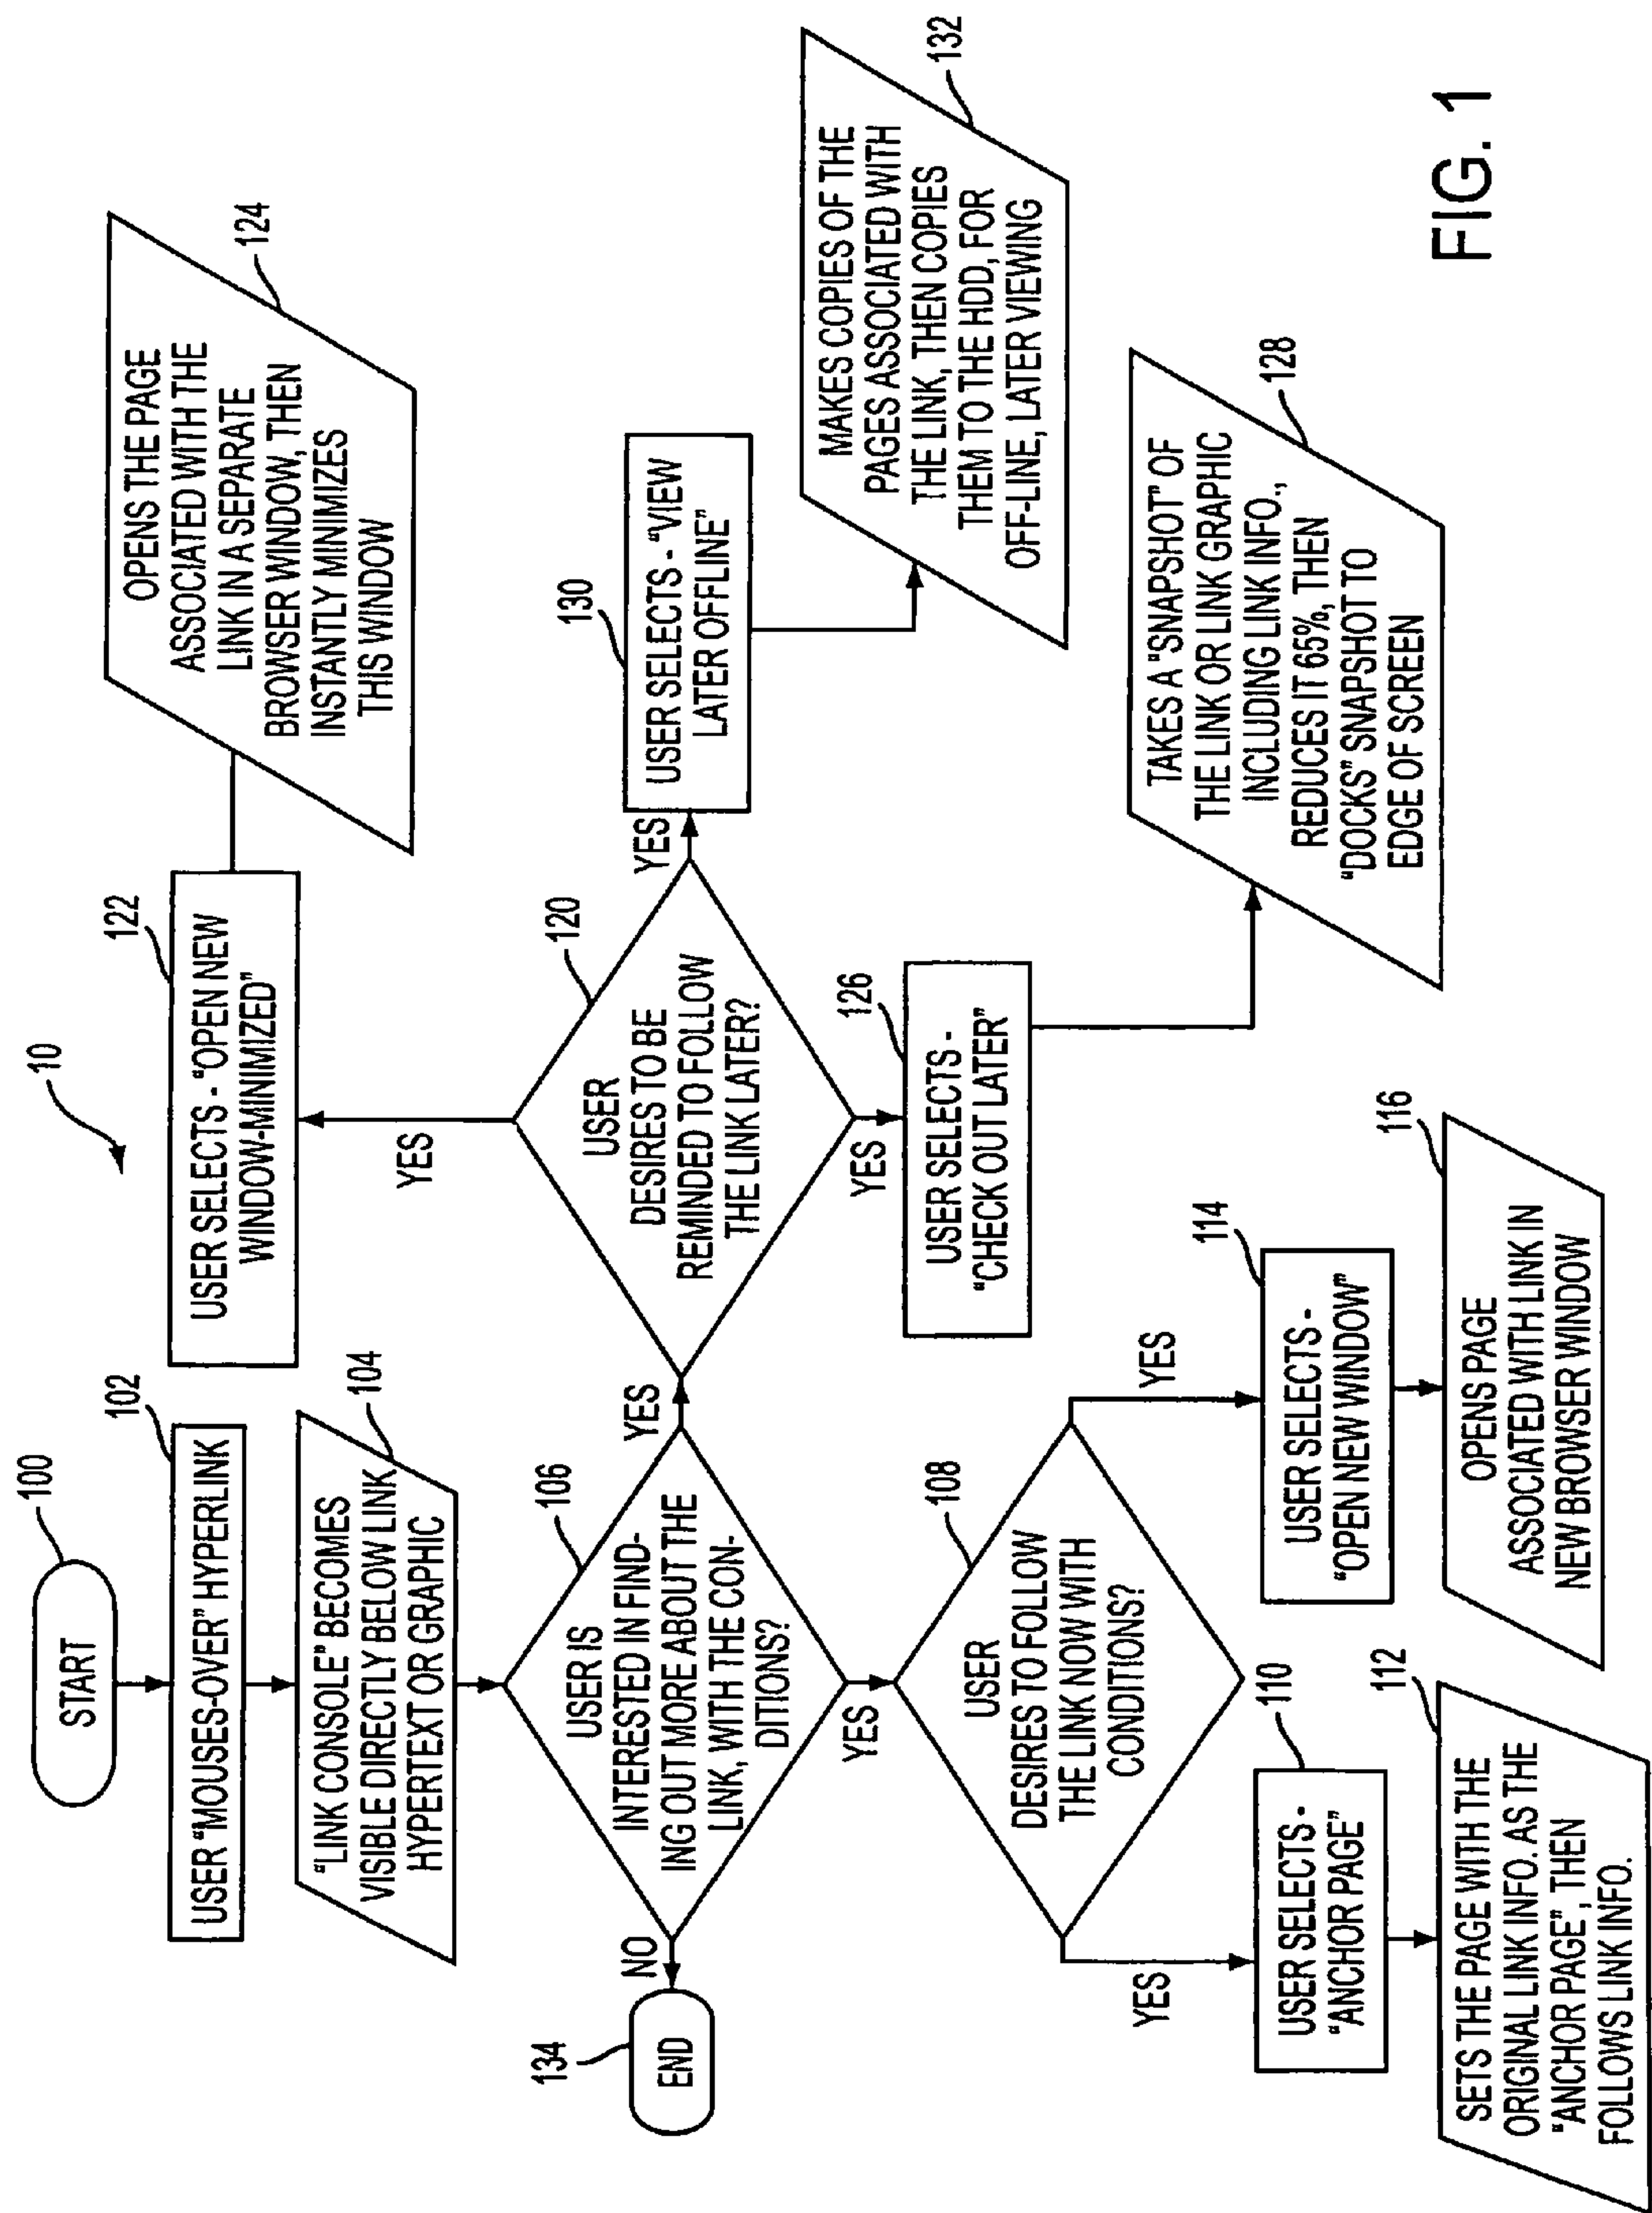 10
100
START
102
USER "MOUSES-OVER" HYPERLINK
104
"LINK CONSOLE" BECOMES
VISIBLE DIRECTLY BELOW LINK
HYPERTEXT OR GRAPHIC
106
USER IS
INTERESTED IN FIND-
ING OUT MORE ABOUT THE
LINK, WITH THE CON-
DITIONS?
NO
134
END
YES
YES
108
USER
DESIRES TO FOLLOW
THE LINK NOW WITH
CONDITIONS?
YES
110
USER SELECTS-
"ANCHOR PAGE"
112
SETS THE PAGE WITH THE
ORIGINAL LINK INFO. AS THE
"ANCHOR PAGE", THEN
FOLLOWS LINK INFO.
YES
114
USER SELECTS-
"OPEN NEW WINDOW"
116
OPENS PAGE
ASSOCIATED WITH LINK IN
NEW BROWSER WINDOW
120
USER
DESIRES TO BE
REMINDED TO FOLLOW
THE LINK LATER?
YES
122
USER SELECTS - "OPEN NEW
WINDOW-MINIMIZED"
124
OPENS THE PAGE
ASSOCIATED WITH THE
LINK IN A SEPARATE
BROWSER WINDOW, THEN
INSTANTLY MINIMIZES
THIS WINDOW
YES
126
USER SELECTS -
"CHECK OUT LATER"
128
TAKES A "SNAPSHOT" OF
THE LINK OR LINK GRAPHIC
INCLUDING LINK INFO.,
REDUCES IT 65%, THEN
"DOCKS" SNAPSHOT TO
EDGE OF SCREEN
YES
130
USER SELECTS - "VIEW
LATER OFFLINE"
132
MAKES COPIES OF THE
PAGES ASSOCIATED WITH
THE LINK, THEN COPIES
THEM TO THE HDD, FOR
OFF-LINE, LATER VIEWING
FIG. 1